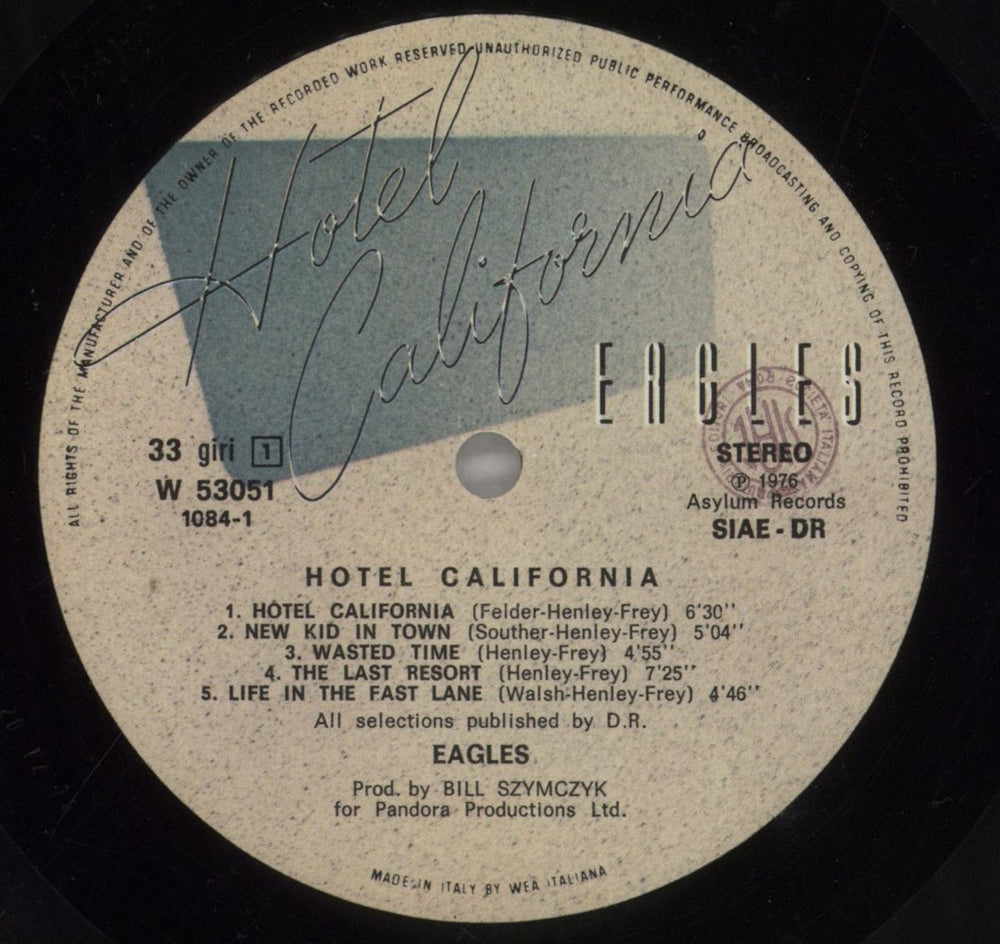 ALL RIGHTS OF THE MANUFACTURER AND OF THE OWNER OF THE RECORDED WORK RESERVED UNAUTHORIZED PUBLIC PERFORMANCE BROADCASTING AND COPYING OF THIS RECORD PROHIBITED
Hotel
California
EAGLES
33 giri 1
W 53051
1084-1
STEREO
Ⓟ 1976
Asylum Records
SIAE - DR
HOTEL CALIFORNIA
1. HOTEL CALIFORNIA (Felder-Henley-Frey) 6'30''
2. NEW KID IN TOWN (Souther-Henley-Frey) 5'04''
3. WASTED TIME (Henley-Frey) 4'55''
4. THE LAST RESORT (Henley-Frey) 7'25''
5. LIFE IN THE FAST LANE (Walsh-Henley-Frey) 4'46''
All selections published by D.R.
EAGLES
Prod. by BILL SZYMCZYK
for Pandora Productions Ltd.
MADE IN ITALY BY WEA ITALIANA